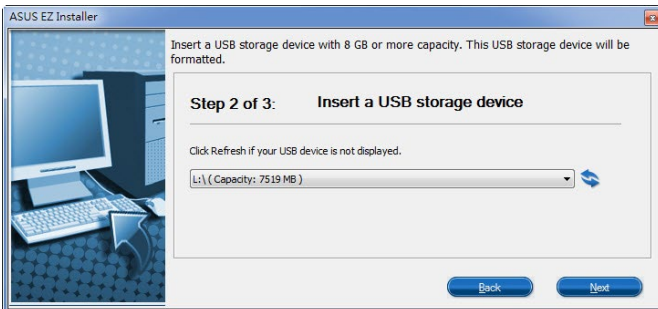 ASUS EZ Installer
Insert a USB storage device with 8 GB or more capacity. This USB storage device will be
formatted.
Step 2 of 3: Insert a USB storage device
Click Refresh if your USB device is not displayed.
L:\ ( Capacity: 7519 MB )
Back Next